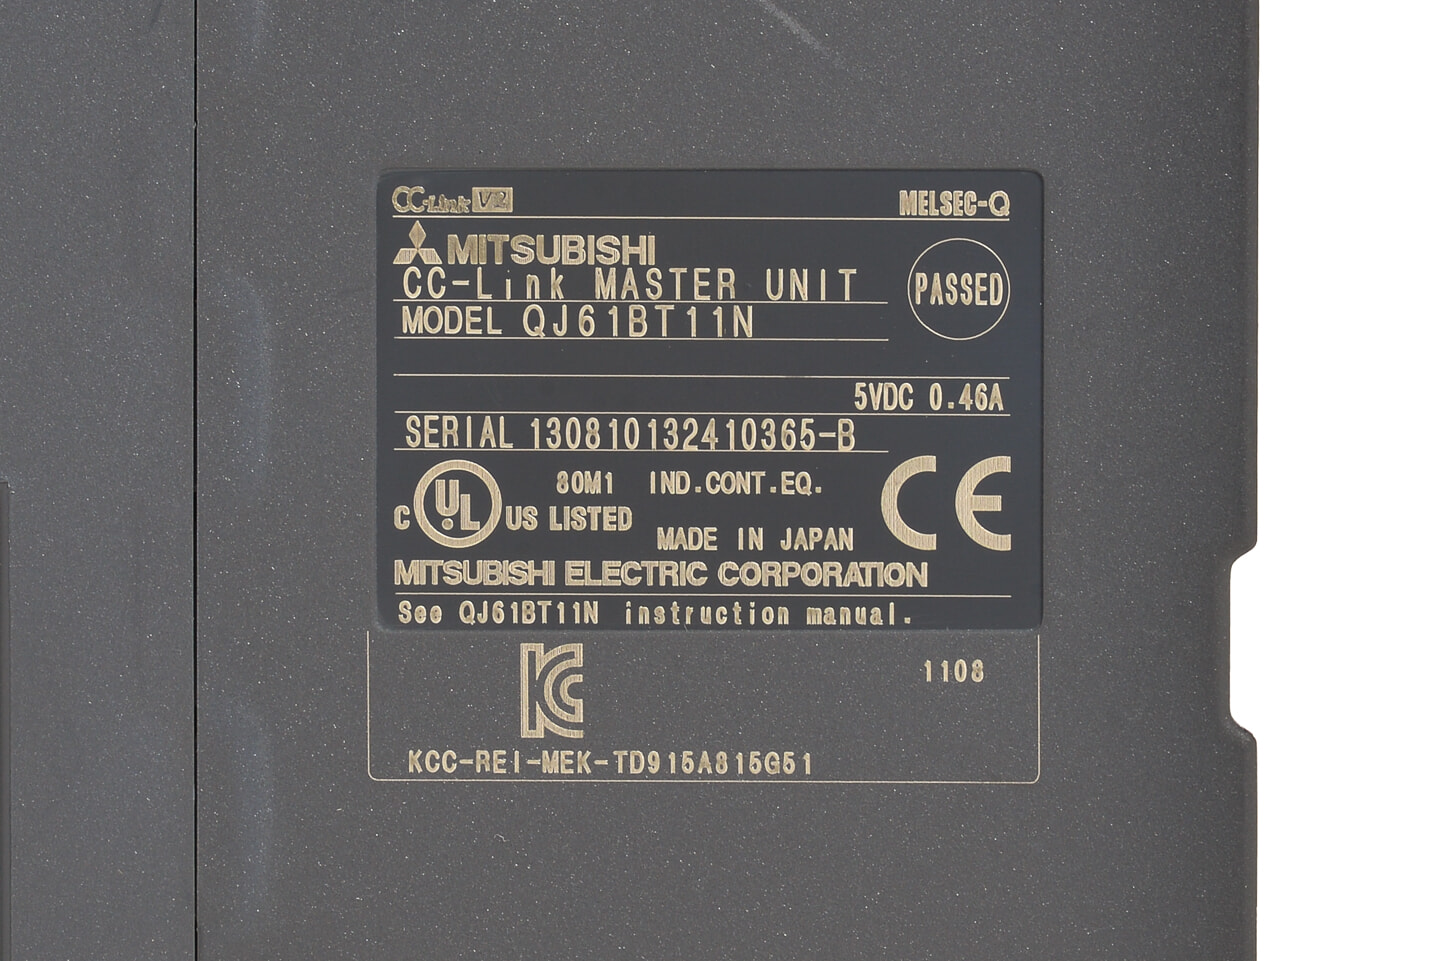 CC-Link V2 MELSEC-Q
MITSUBISHI
CC-Link MASTER UNIT
PASSED
MODEL QJ61BT11N
5VDC 0.46A
SERIAL 130810132410365-B
80M1 IND.CONT.EQ.
C UL US LISTED
CE
MADE IN JAPAN
MITSUBISHI ELECTRIC CORPORATION
See QJ61BT11N instruction manual.
KC
1108
KCC-REI-MEK-TD915A815G51